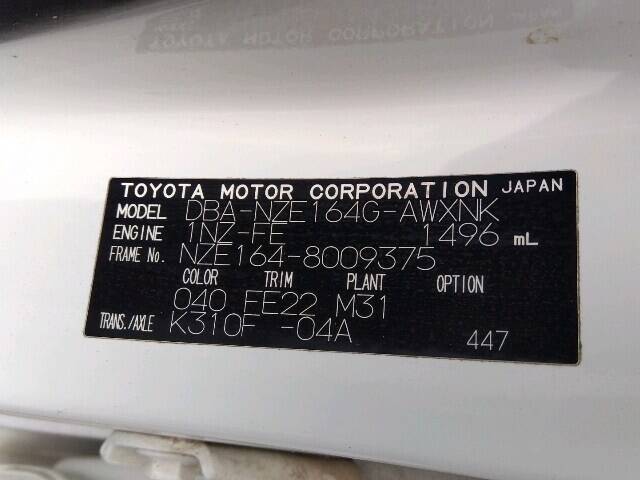 TOYOTA MOTOR CORPORATION JAPAN
MODEL DBA-NZE164G-AWXNK
ENGINE 1NZ-FE 1496 mL
FRAME No. NZE164-8009375
COLOR TRIM PLANT OPTION
040 FE22 M31
TRANS./AXLE K310F -04A
447